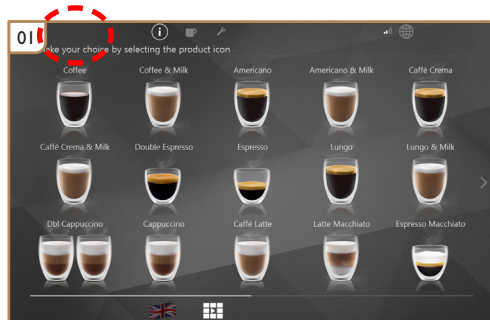 01
ake your choice by selecting the product icon
Coffee
Coffee & Milk
Americano
Americano & Milk
Caffè Crema
Caffè Crema & Milk
Double Espresso
Espresso
Lungo
Lungo & Milk
Dbl Cappuccino
Cappuccino
Caffè Latte
Latte Macchiato
Espresso Macchiato